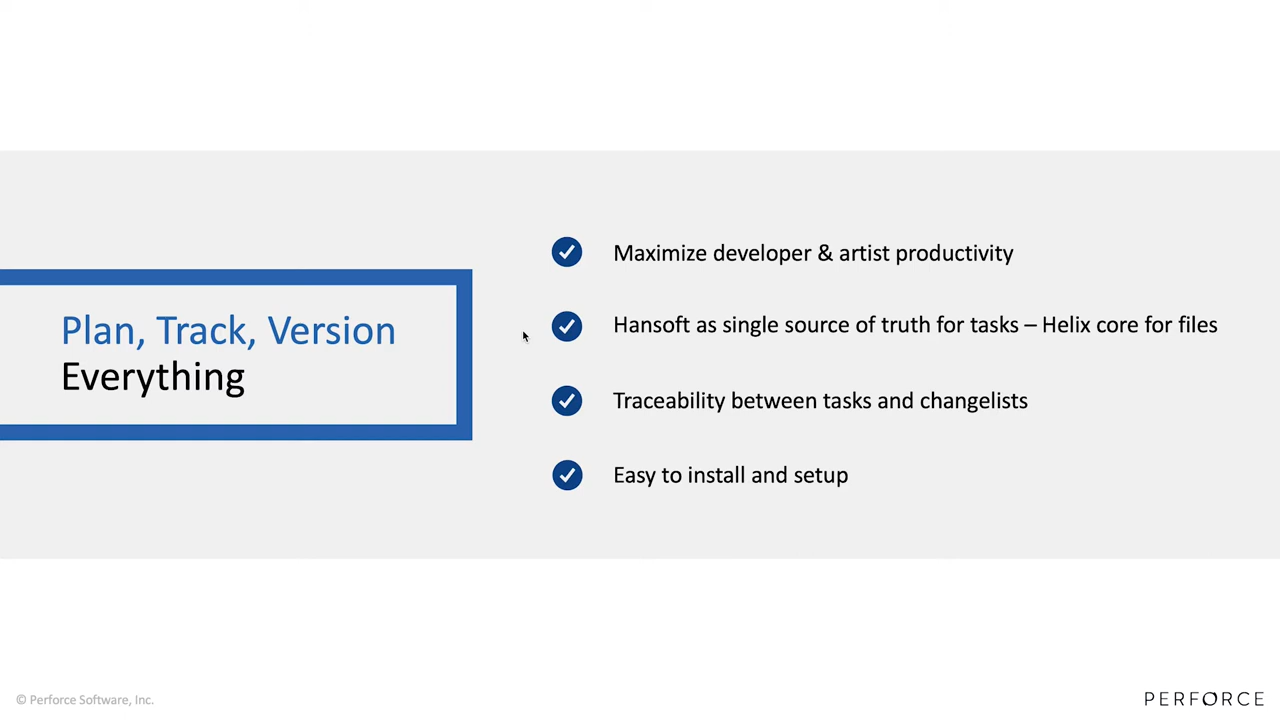 Plan, Track, Version
Everything
Maximize developer & artist productivity
Hansoft as single source of truth for tasks – Helix core for files
Traceability between tasks and changelists
Easy to install and setup
© Perforce Software, Inc.
PERFORCE